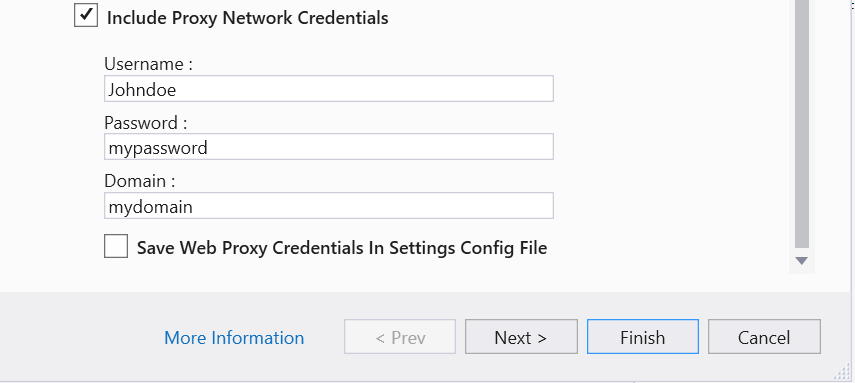 Include Proxy Network Credentials
Username :
Johndoe
Password :
mypassword
Domain :
mydomain
Save Web Proxy Credentials In Settings Config File
More Information
< Prev
Next >
Finish
Cancel